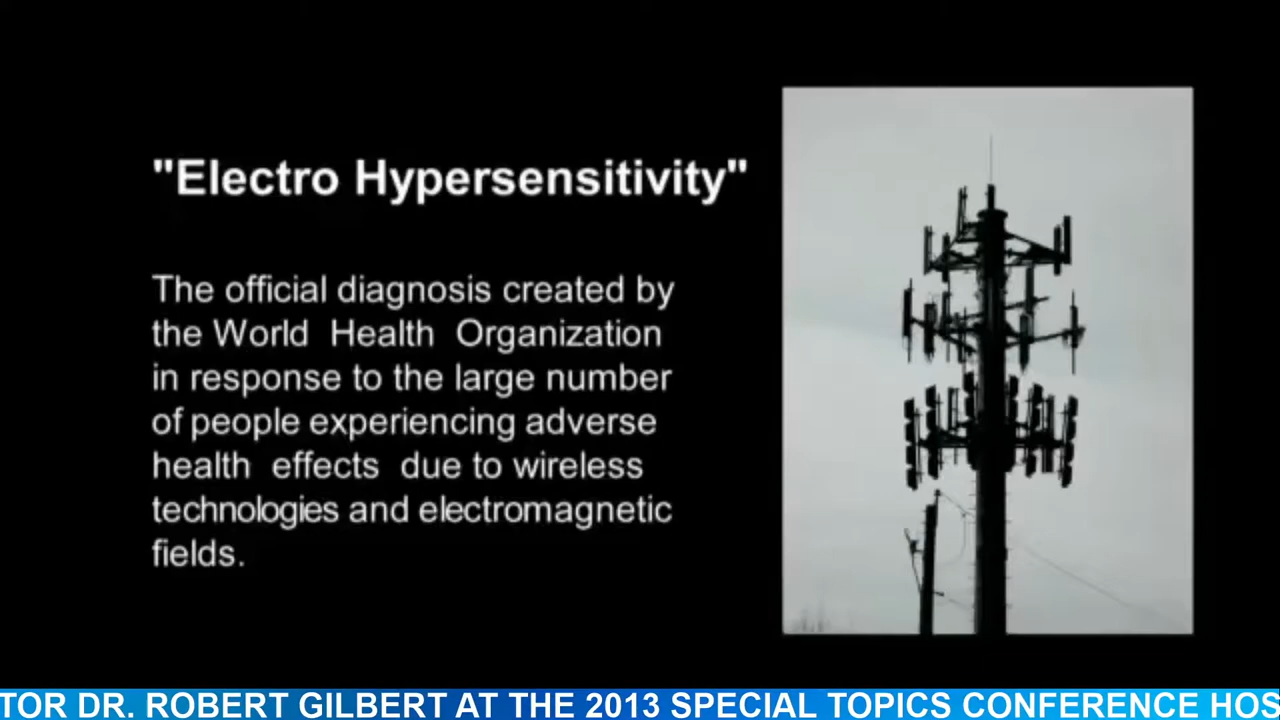 "Electro Hypersensitivity"
The official diagnosis created by
the World Health Organization
in response to the large number
of people experiencing adverse
health effects due to wireless
technologies and electromagnetic
fields.
TOR DR. ROBERT GILBERT AT THE 2013 SPECIAL TOPICS CONFERENCE HOS